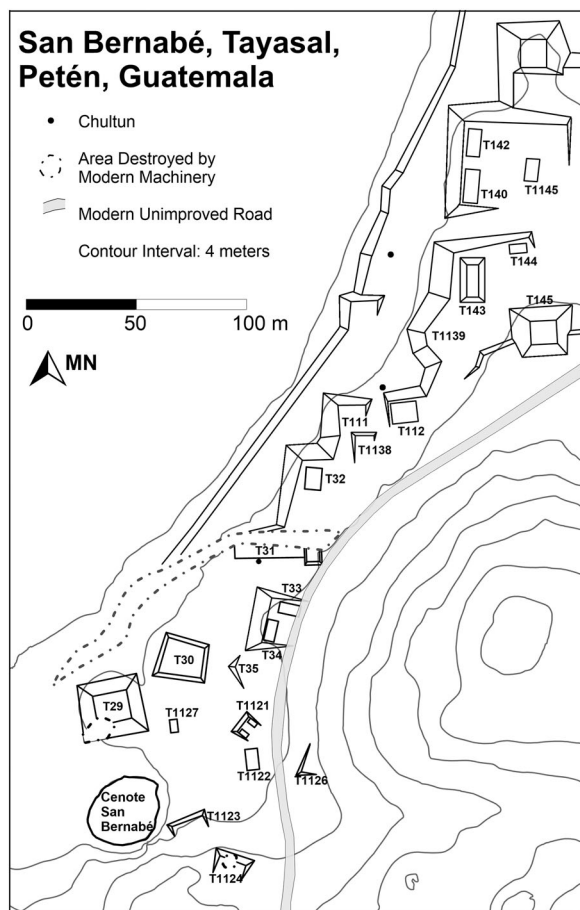 San Bernabé, Tayasal,
Petén, Guatemala
Chultun
Area Destroyed by
Modern Machinery
Modern Unimproved Road
Contour Interval: 4 meters
0 50 100 m
MN
T142
T1145
T140
T144
T143
T145
T1139
T111
T112
T1138
T32
T31
T33
T34
T30
T35
T29
T1127
T1121
T1122
T1126
Cenote
San
Bernabé
T1123
T1124